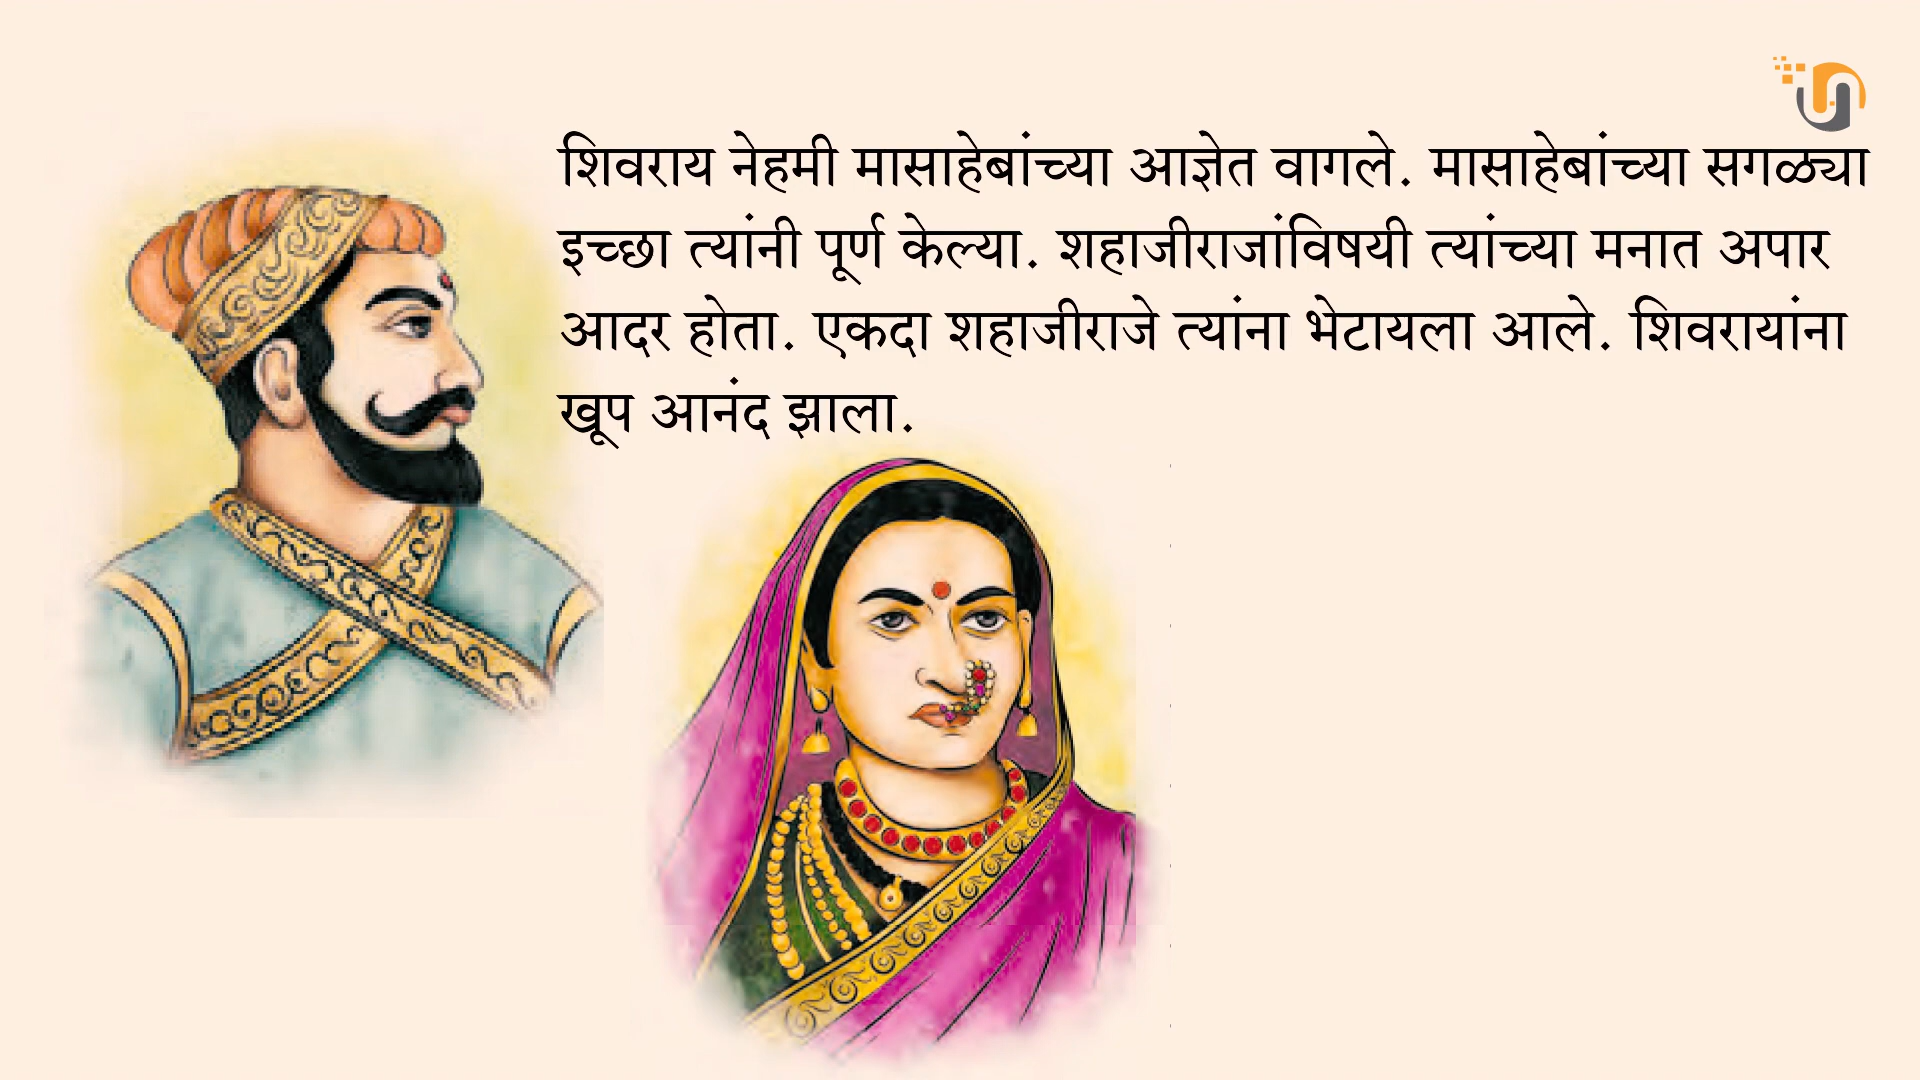 शिवराय नेहमी मासाहेबांच्या आज्ञेत वागले. मासाहेबांच्या सगळ्या
इच्छा त्यांनी पूर्ण केल्या. शहाजीराजांविषयी त्यांच्या मनात अपार
आदर होता. एकदा शहाजीराजे त्यांना भेटायला आले. शिवरायांना
खूप आनंद झाला.